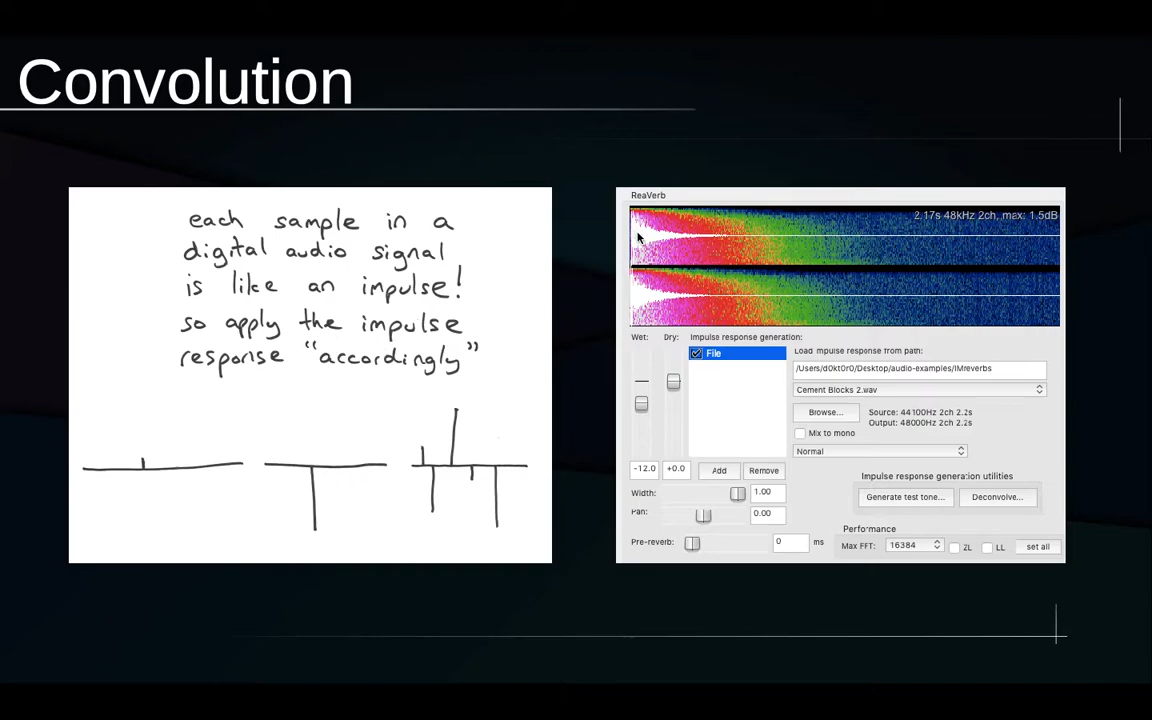 Convolution
each sample in a
digital audio signal
is like an impulse!
so apply the impulse
response "accordingly"
ReaVerb
2.17s 48kHz 2ch, max: 1.5dB
Wet: Dry: Impulse response generation:
File
Load impulse response from path:
/Users/d0kt0r0/Desktop/audio-examples/IMreverbs
Cement Blocks 2.wav
Browse...
Source: 44100Hz 2ch 2.2s
Output: 48000Hz 2ch 2.2s
Mix to mono
Normal
-12.0 +0.0 Add Remove
Impulse response generation utilities
Generate test tone... Deconvolve...
Width: 1.00
Pan: 0.00
Performance
Pre-reverb: 0 ms
Max FFT: 16384 ZL LL set all